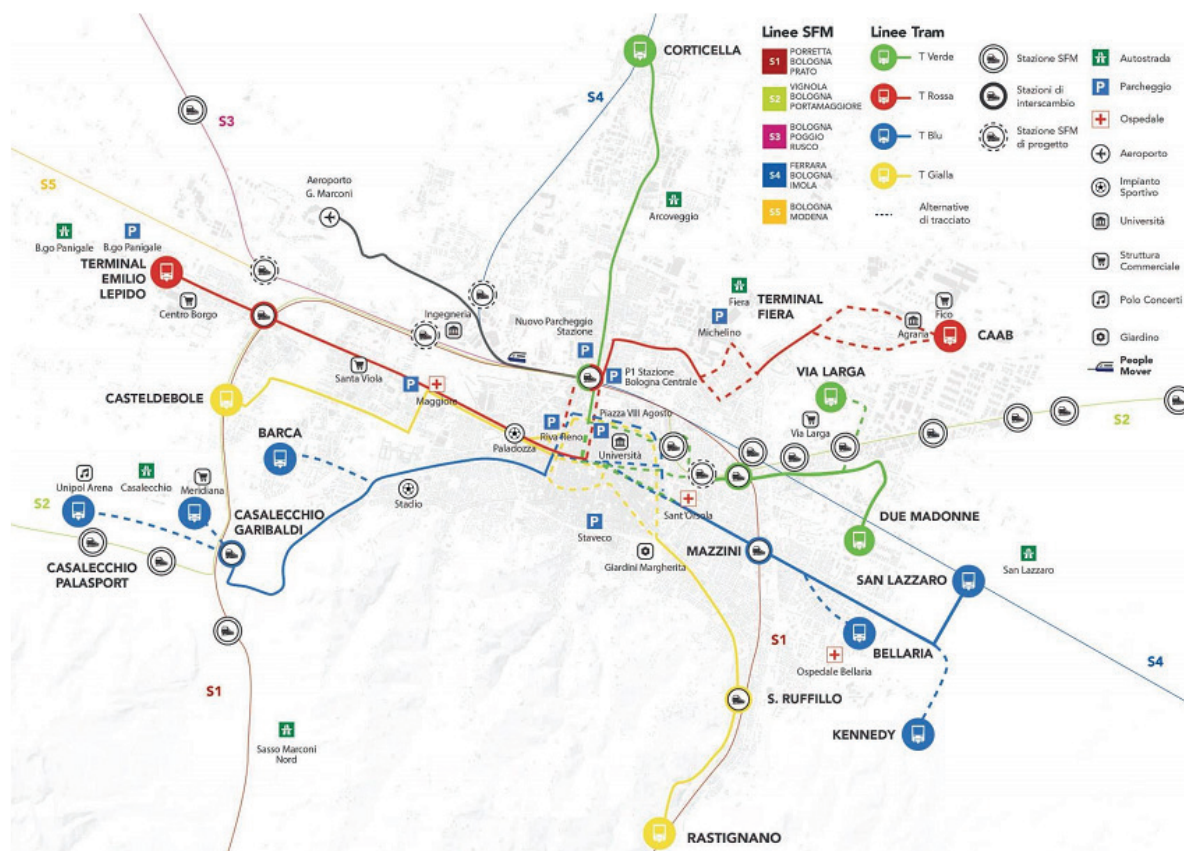 CORTICELLA
S4
S3
Aeroporto
G. Marconi
Arcoveggio
S5
B.go Panigale
P
B.go Panigale
TERMINAL
EMILIO
LEPIDO
Centro Borgo
Ingegneria
Nuovo Parcheggio
Stazione
P
P
Michelino
Fiera
TERMINAL
FIERA
Agraria
Fico
CAAB
P
P1 Stazione
Bologna Centrale
Santa Viola
P
Maggiore
CASTELDEBOLE
VIA LARGA
Via Larga
S2
Piazza VIII Agosto
P
P
Riva Reno
Università
Paladozza
BARCA
Stadio
Unipol Arena
Casalecchio
Meridiana
S2
CASALECCHIO
GARIBALDI
CASALECCHIO
PALASPORT
Sant'Orsola
P
Staveco
Giardini Margherita
MAZZINI
DUE MADONNE
SAN LAZZARO
San Lazzaro
BELLARIA
Ospedale Bellaria
S1
S1
S4
S. RUFFILLO
KENNEDY
Sasso Marconi
Nord
RASTIGNANO
Linee SFM
S1
PORRETTA
BOLOGNA
PRATO
S2
VIGNOLA
BOLOGNA
PORTAMAGGIORE
S3
BOLOGNA
POGGIO
RUSCO
S4
FERRARA
BOLOGNA
IMOLA
S5
BOLOGNA
MODENA
Linee Tram
T Verde
T Rossa
T Blu
T Gialla
Alternative
di tracciato
Stazione SFM
Stazioni di
interscambio
Stazione SFM
di progetto
Autostrada
P
Parcheggio
Ospedale
Aeroporto
Impianto
Sportivo
Università
Struttura
Commerciale
Polo Concerti
Giardino
People
Mover